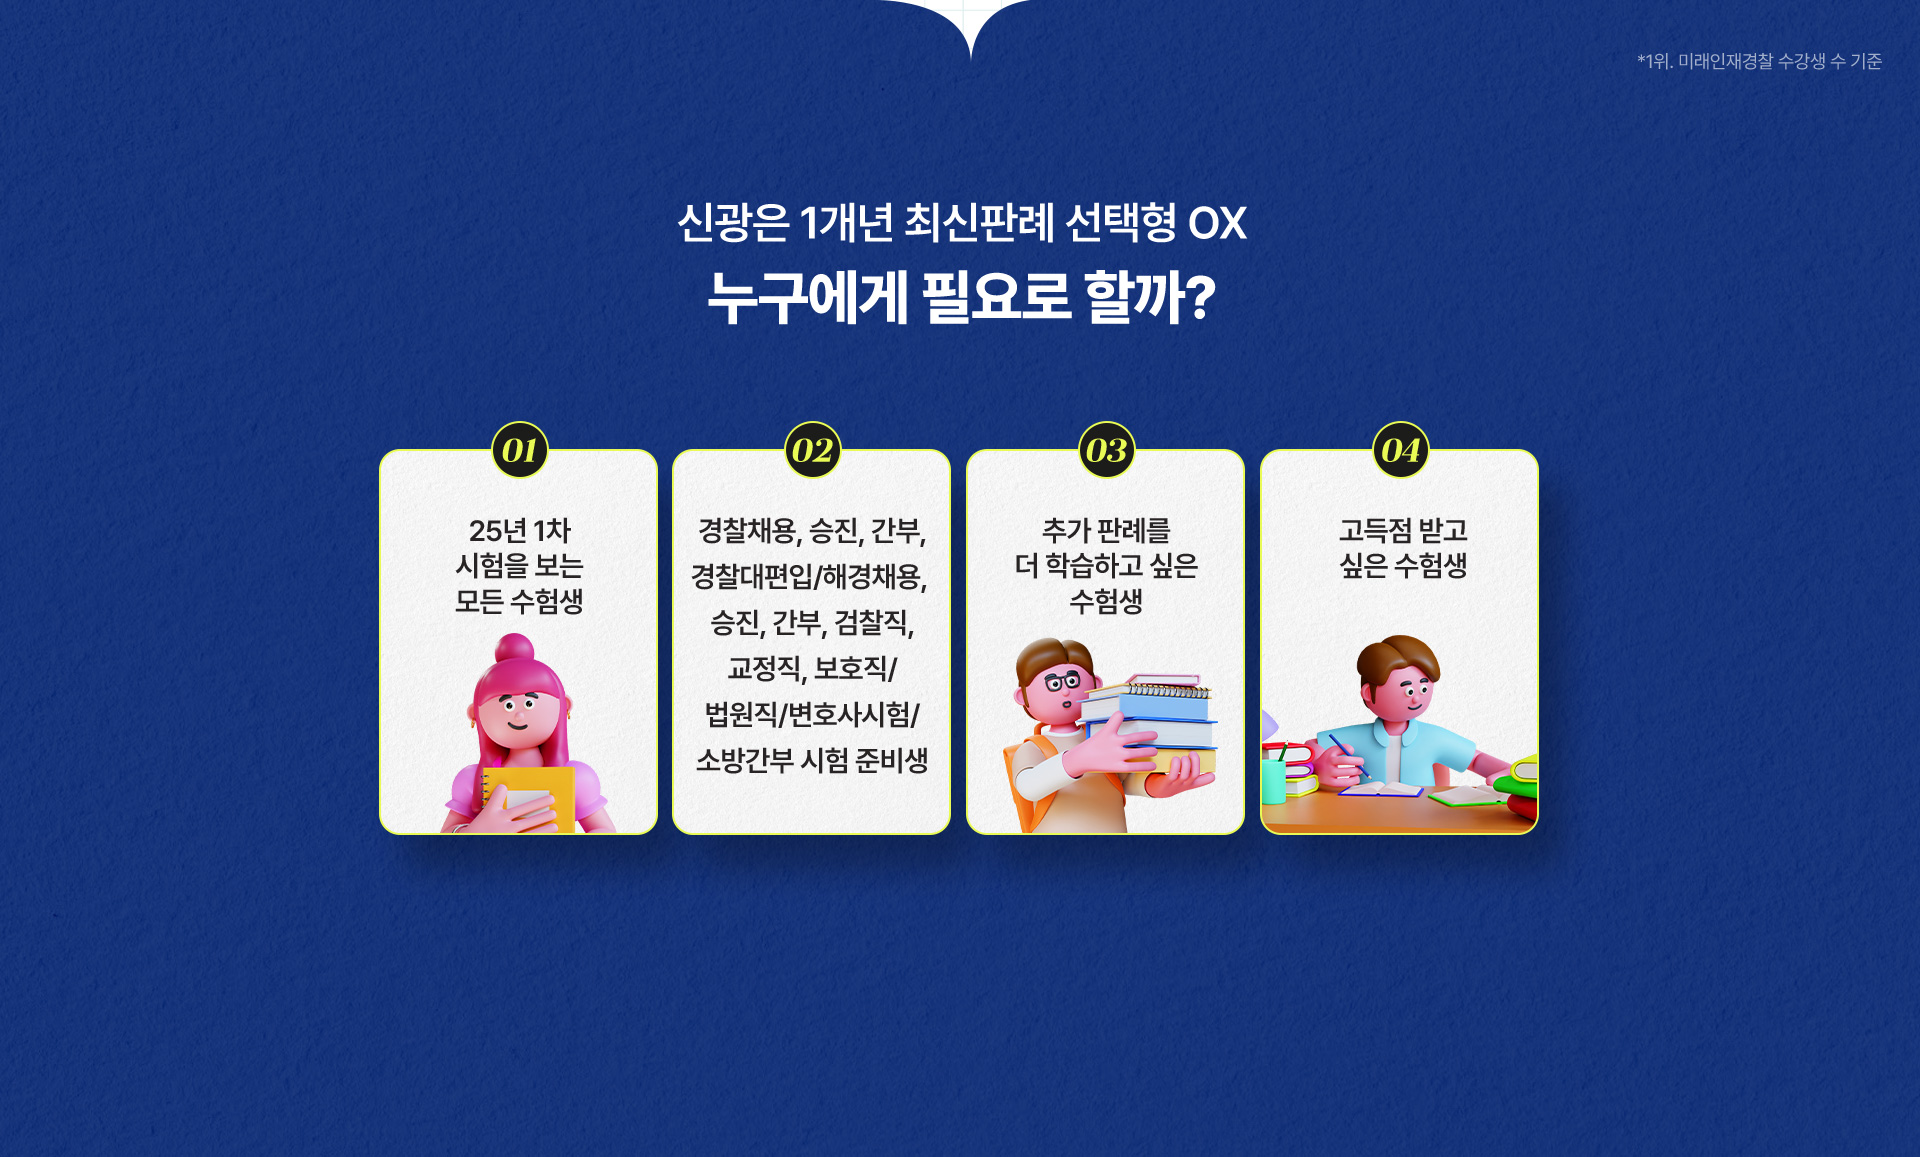 *1위. 미래인재경찰 수강생 수 기준
신광은 1개년 최신판례 선택형 OX
누구에게 필요로 할까?
01
25년 1차
시험을 보는
모든 수험생
02
경찰채용, 승진, 간부,
경찰대편입/해경채용,
승진, 간부, 검찰직,
교정직, 보호직/
법원직/변호사시험/
소방간부 시험 준비생
03
추가 판례를
더 학습하고 싶은
수험생
04
고득점 받고
싶은 수험생